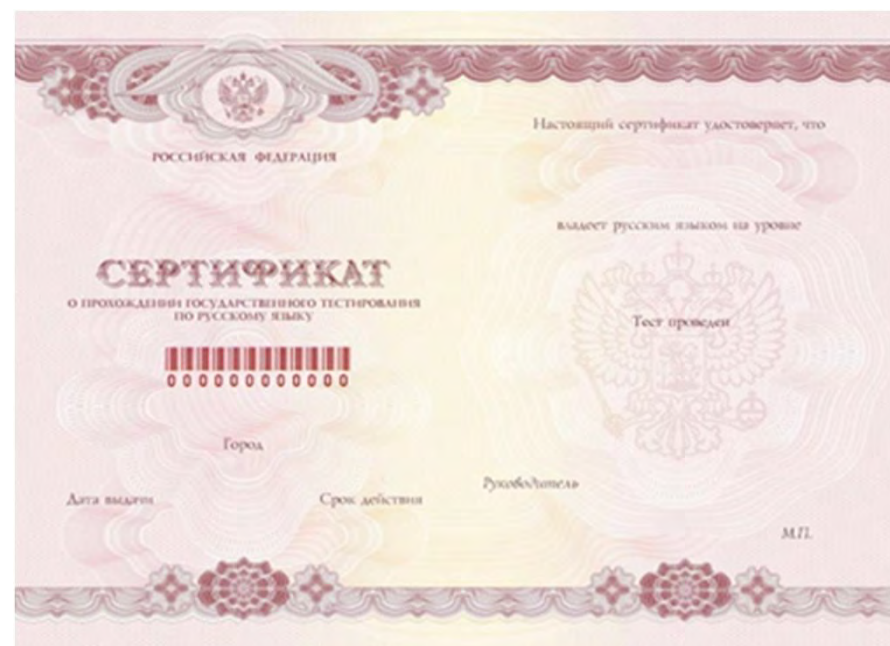 РОССИЙСКАЯ ФЕДЕРАЦИЯ
СЕРТИФИКАТ
О ПРОХОЖДЕНИИ ГОСУДАРСТВЕННОГО ТЕСТИРОВАНИЯ
ПО РУССКОМУ ЯЗЫКУ
000000000000
Город
Дата выдачи
Срок действия
Настоящий сертификат удостоверяет, что
владеет русским языком на уровне
Тест проведен
Руководитель
М.П.